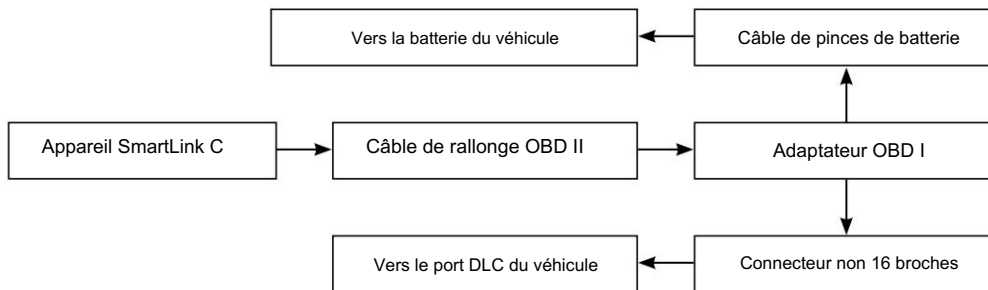 Vers la batterie du véhicule
Câble de pinces de batterie
Appareil SmartLink C
Câble de rallonge OBD II
Adaptateur OBD I
Vers le port DLC du véhicule
Connecteur non 16 broches